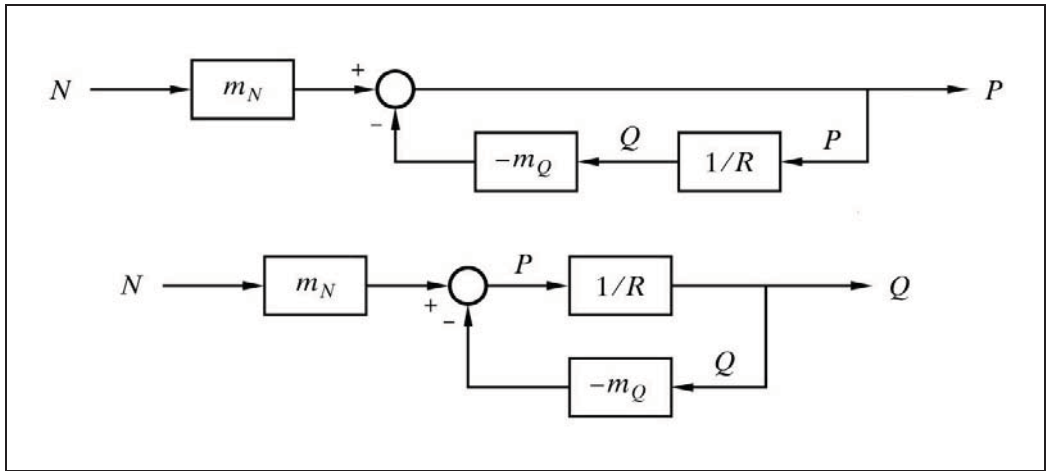 N m_N + P
− −m_Q Q 1/R P
N m_N + P 1/R Q
− −m_Q Q